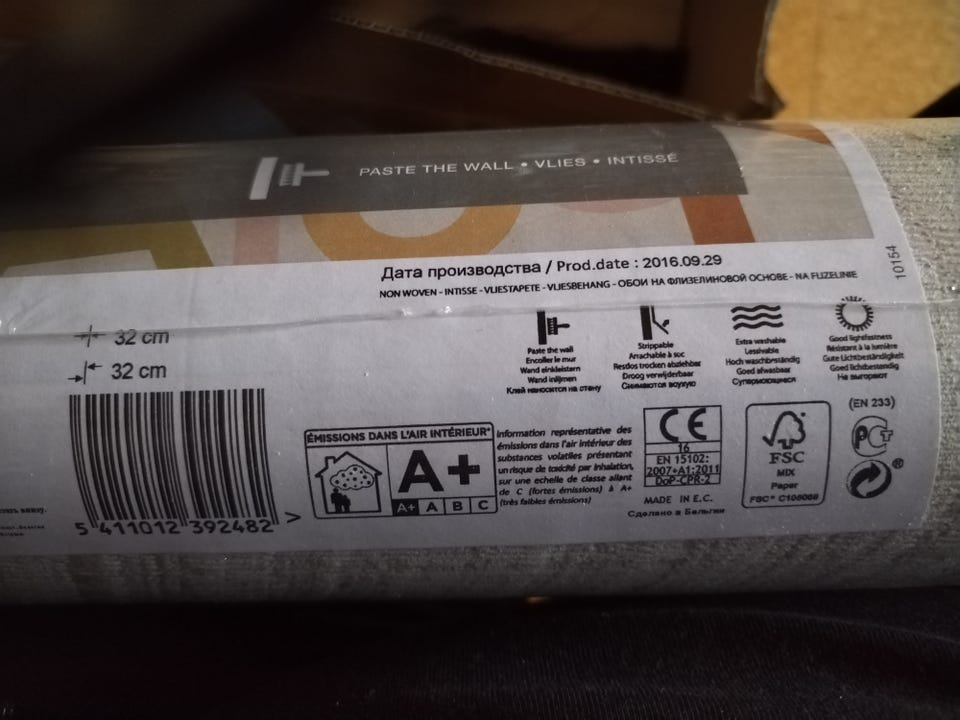 PASTE THE WALL • VLIES • INTISSÉ
Дата производства / Prod.date : 2016.09.29
NON WOVEN - INTISSE - VLIESTAPETE - VLIESBEHANG - ОБОИ НА ФЛИЗЕЛИНОВОЙ ОСНОВЕ - NA FLIZELINIE
10154
32 cm
32 cm
Paste the wall
Encoller le mur
Wand einkleistern
Wand inlijmen
Клей наносится на стену
Strippable
Arrachable à sec
Restlos trocken abziehbar
Droog verwijderbaar
Снимаются сухую
Extra washable
Lessivable
Hoch waschbeständig
Goed afwasbaar
Супермоющиеся
Good lightfastness
Résistant à la lumière
Gute Lichtbeständigkeit
Goed lichtbestendig
Не выгорают
(EN 233)
5 411012 392482 >
ÉMISSIONS DANS L'AIR INTÉRIEUR*
A+
A+ A B C
Information représentative des
émissions dans l'air intérieur des
substances volatiles présentant
un risque de toxicité par inhalation,
sur une echelle de classe allant
de C (fortes émissions) à A+
(très faibles émissions)
CE
16
EN 15102:
2007+A1:2011
DoP-CPR-2
MADE IN E.C.
Сделано в Бельгии
FSC
MIX
Paper
FSC® C108088
РСТ
®